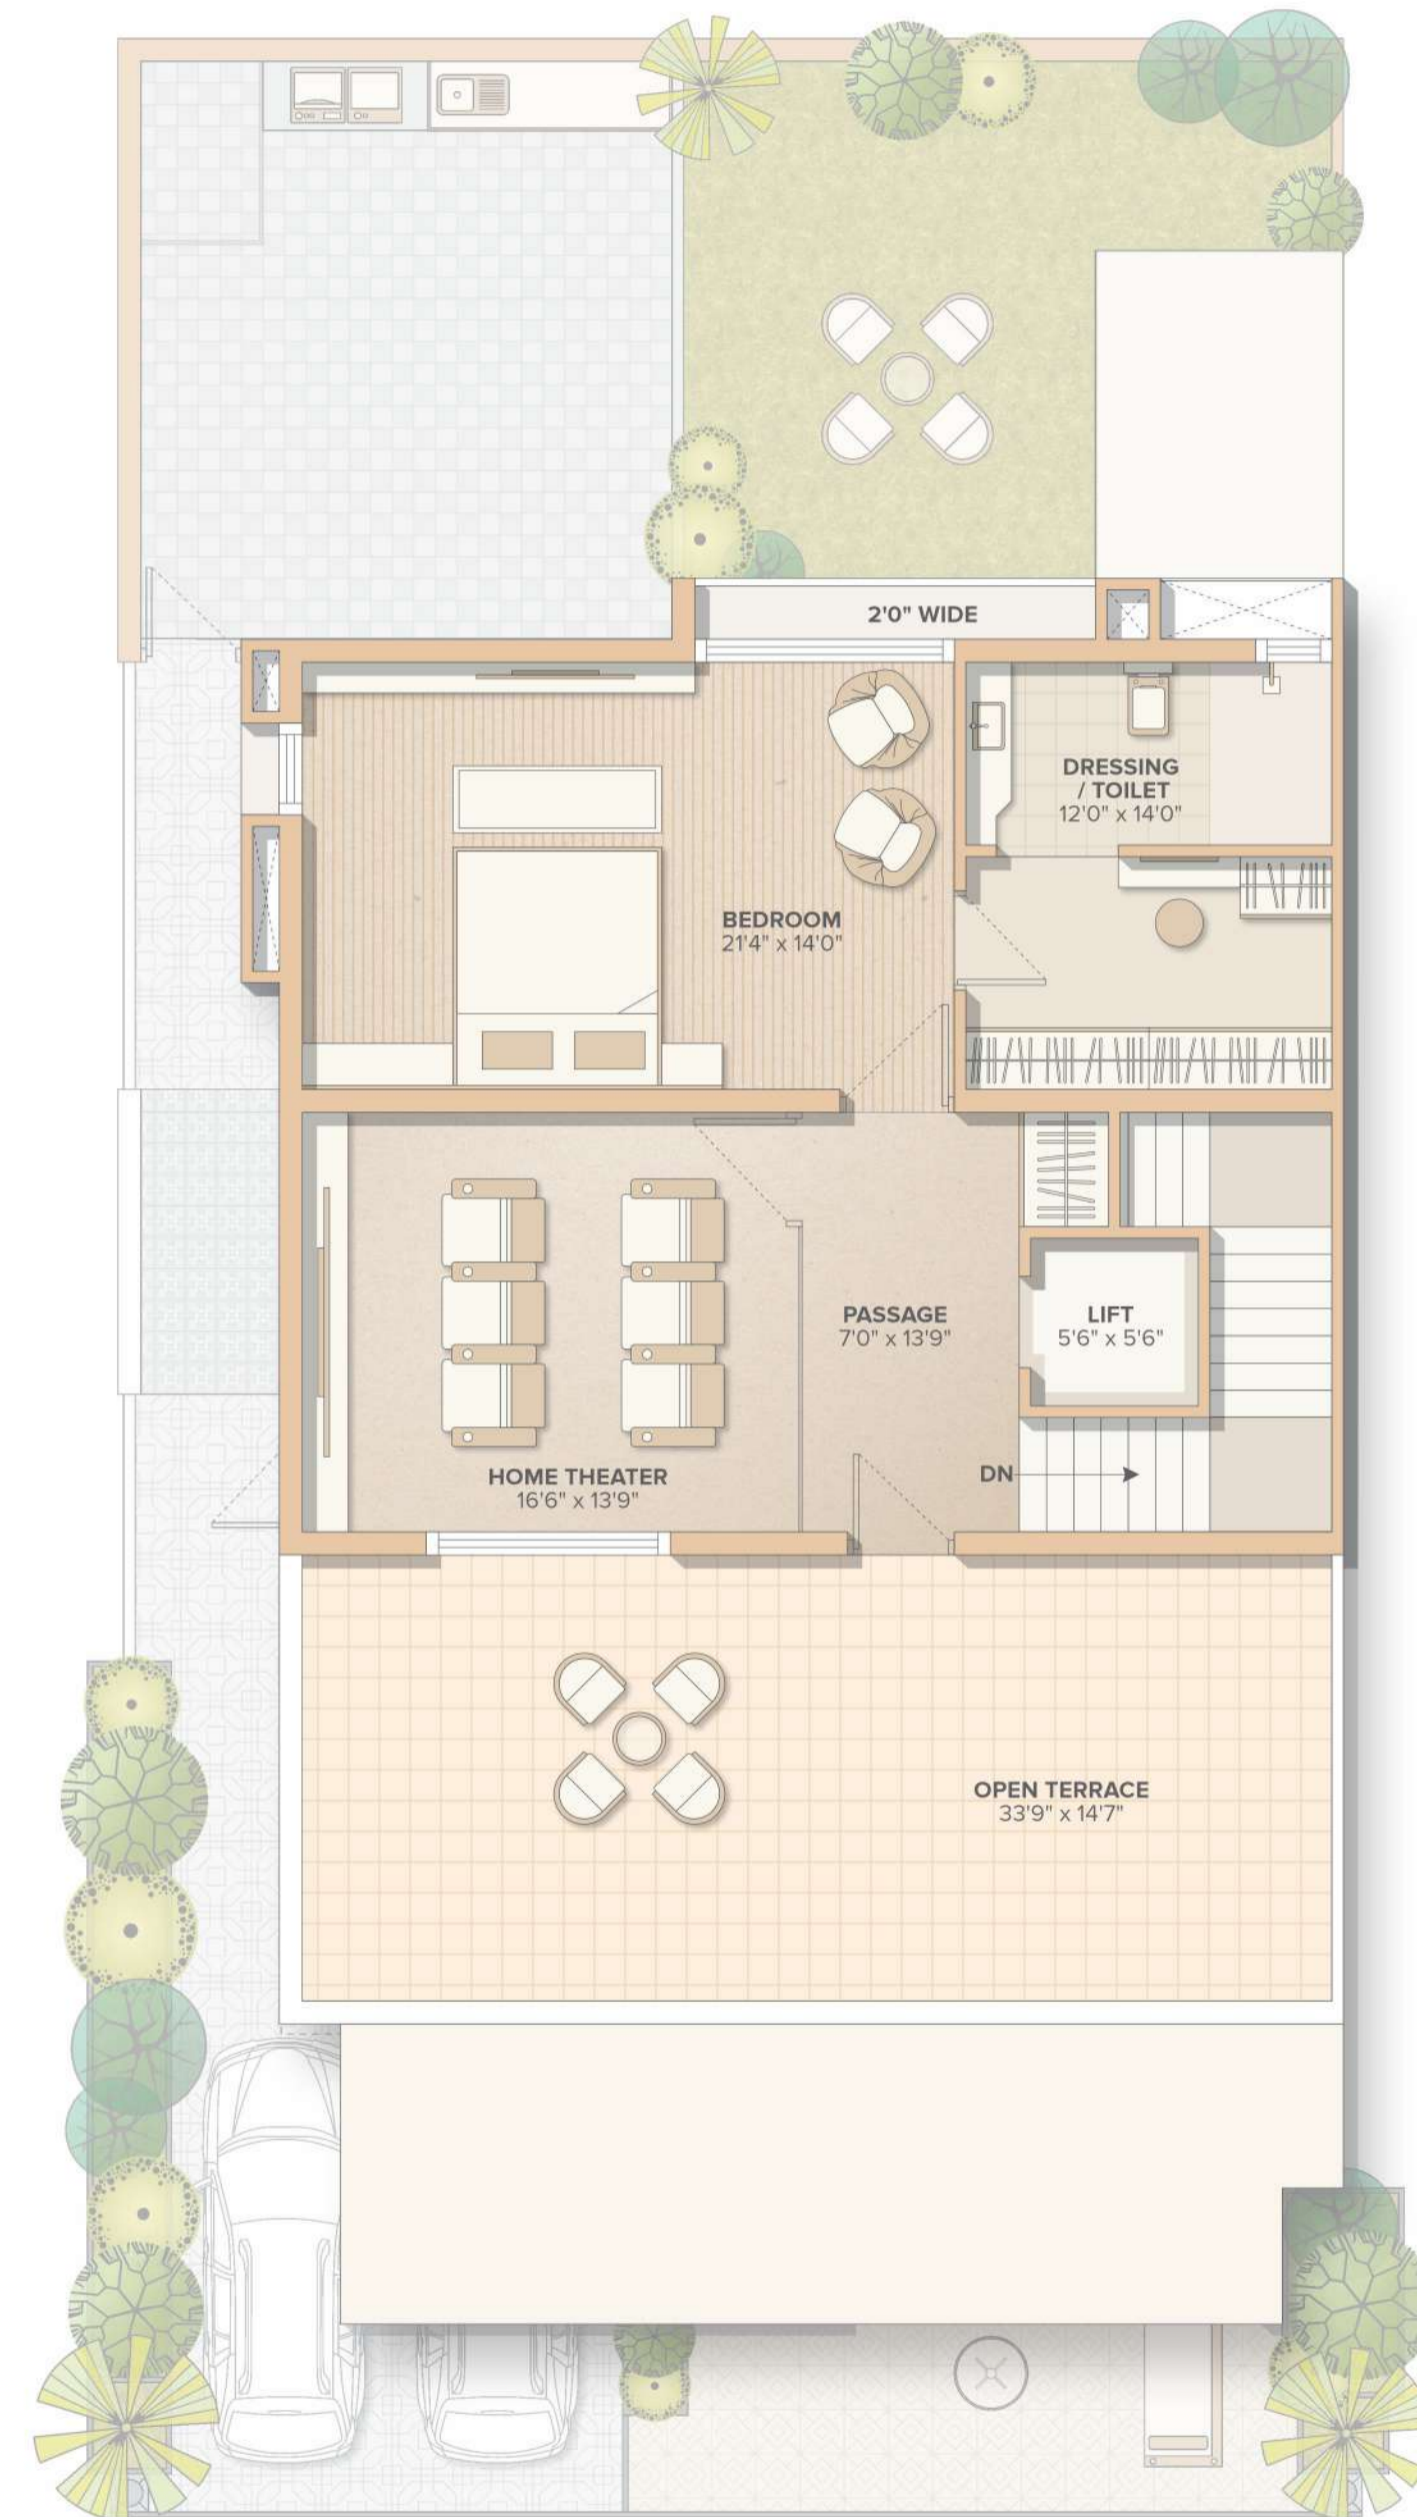 2'0" WIDE
DRESSING
/ TOILET
12'0" x 14'0"
BEDROOM
21'4" x 14'0"
PASSAGE
7'0" x 13'9"
LIFT
5'6" x 5'6"
HOME THEATER
16'6" x 13'9"
DN
OPEN TERRACE
33'9" x 14'7"